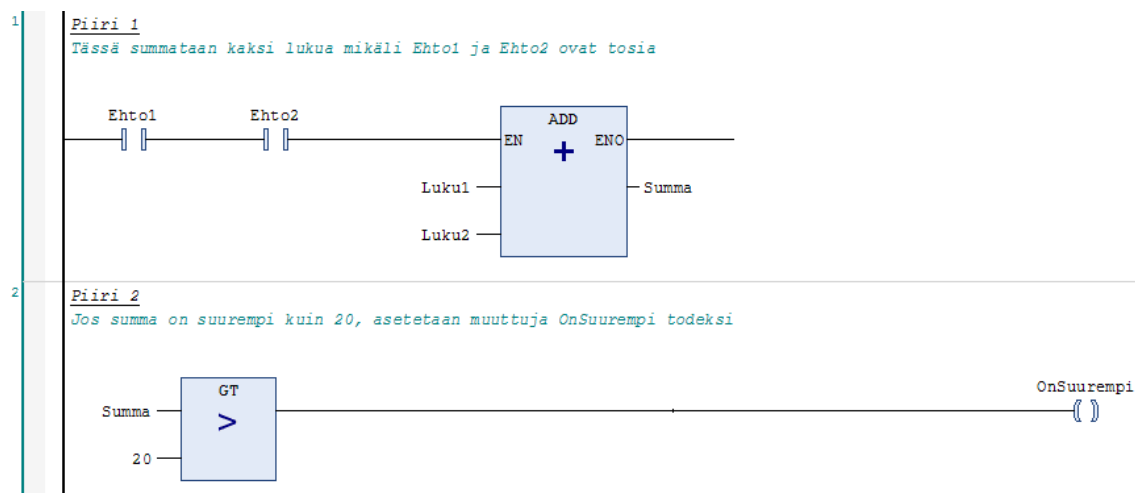 1
Piiri 1
Tässä summataan kaksi lukua mikäli Ehto1 ja Ehto2 ovat tosia
Ehto1 Ehto2
ADD
EN + ENO
Luku1 Summa
Luku2
2
Piiri 2
Jos summa on suurempi kuin 20, asetetaan muuttuja OnSuurempi todeksi
GT
OnSuurempi
Summa >
20